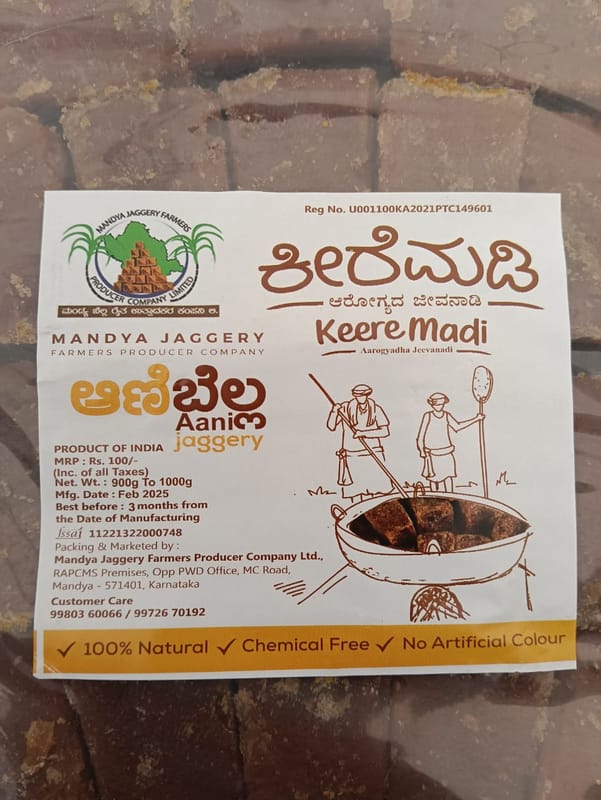 Reg No. U001100KA2021PTC149601
MANDYA JAGGERY FARMERS
PRODUCER COMPANY LIMITED
ಮಂಡ್ಯ ಬೆಲ್ಲ ರೈತ ಉತ್ಪಾದಕರ ಕಂಪನಿ ಲಿ.
MANDYA JAGGERY
FARMERS PRODUCER COMPANY
ಕೀರೆಮಡಿ
ಆರೋಗ್ಯದ ಜೀವನಾಡಿ
Keere Madi
Aarogyadha Jeevanadi
ಆಣಿಬೆಲ್ಲ
Aani
jaggery
PRODUCT OF INDIA
MRP : Rs. 100/-
(Inc. of all Taxes)
Net. Wt. : 900g To 1000g
Mfg. Date : Feb 2025
Best before : 3 months from
the Date of Manufacturing
fssai 11221322000748
Packing & Marketed by :
Mandya Jaggery Farmers Producer Company Ltd.,
RAPCMS Premises, Opp PWD Office, MC Road,
Mandya - 571401, Karnataka
Customer Care
99803 60066 / 99726 70192
✓ 100% Natural ✓ Chemical Free ✓ No Artificial Colour